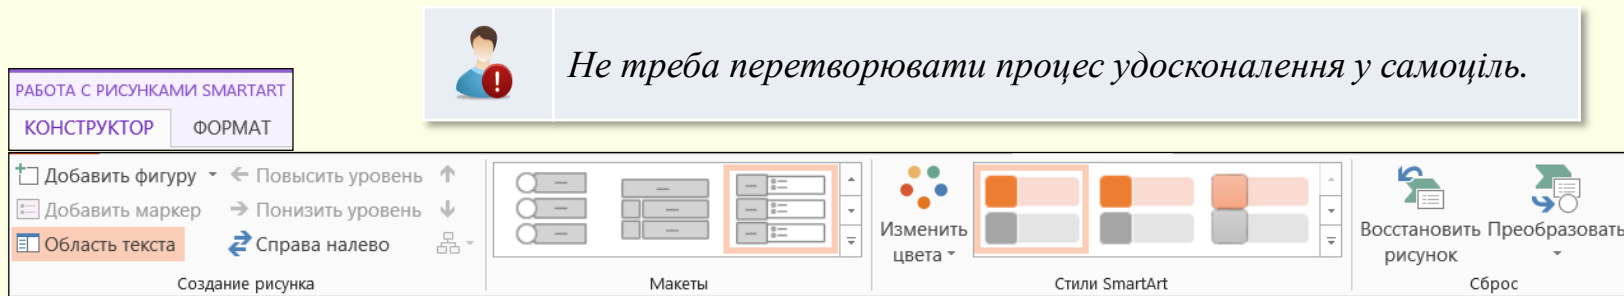 Не треба перетворювати процес удосконалення у самоціль.
РАБОТА С РИСУНКАМИ SMARTART
КОНСТРУКТОР ФОРМАТ
Добавить фигуру Повысить уровень
Добавить маркер Понизить уровень
Область текста Справа налево
Создание рисунка
Макеты
Изменить
цвета
Стили SmartArt
Восстановить
рисунок
Преобразовать
Сброс